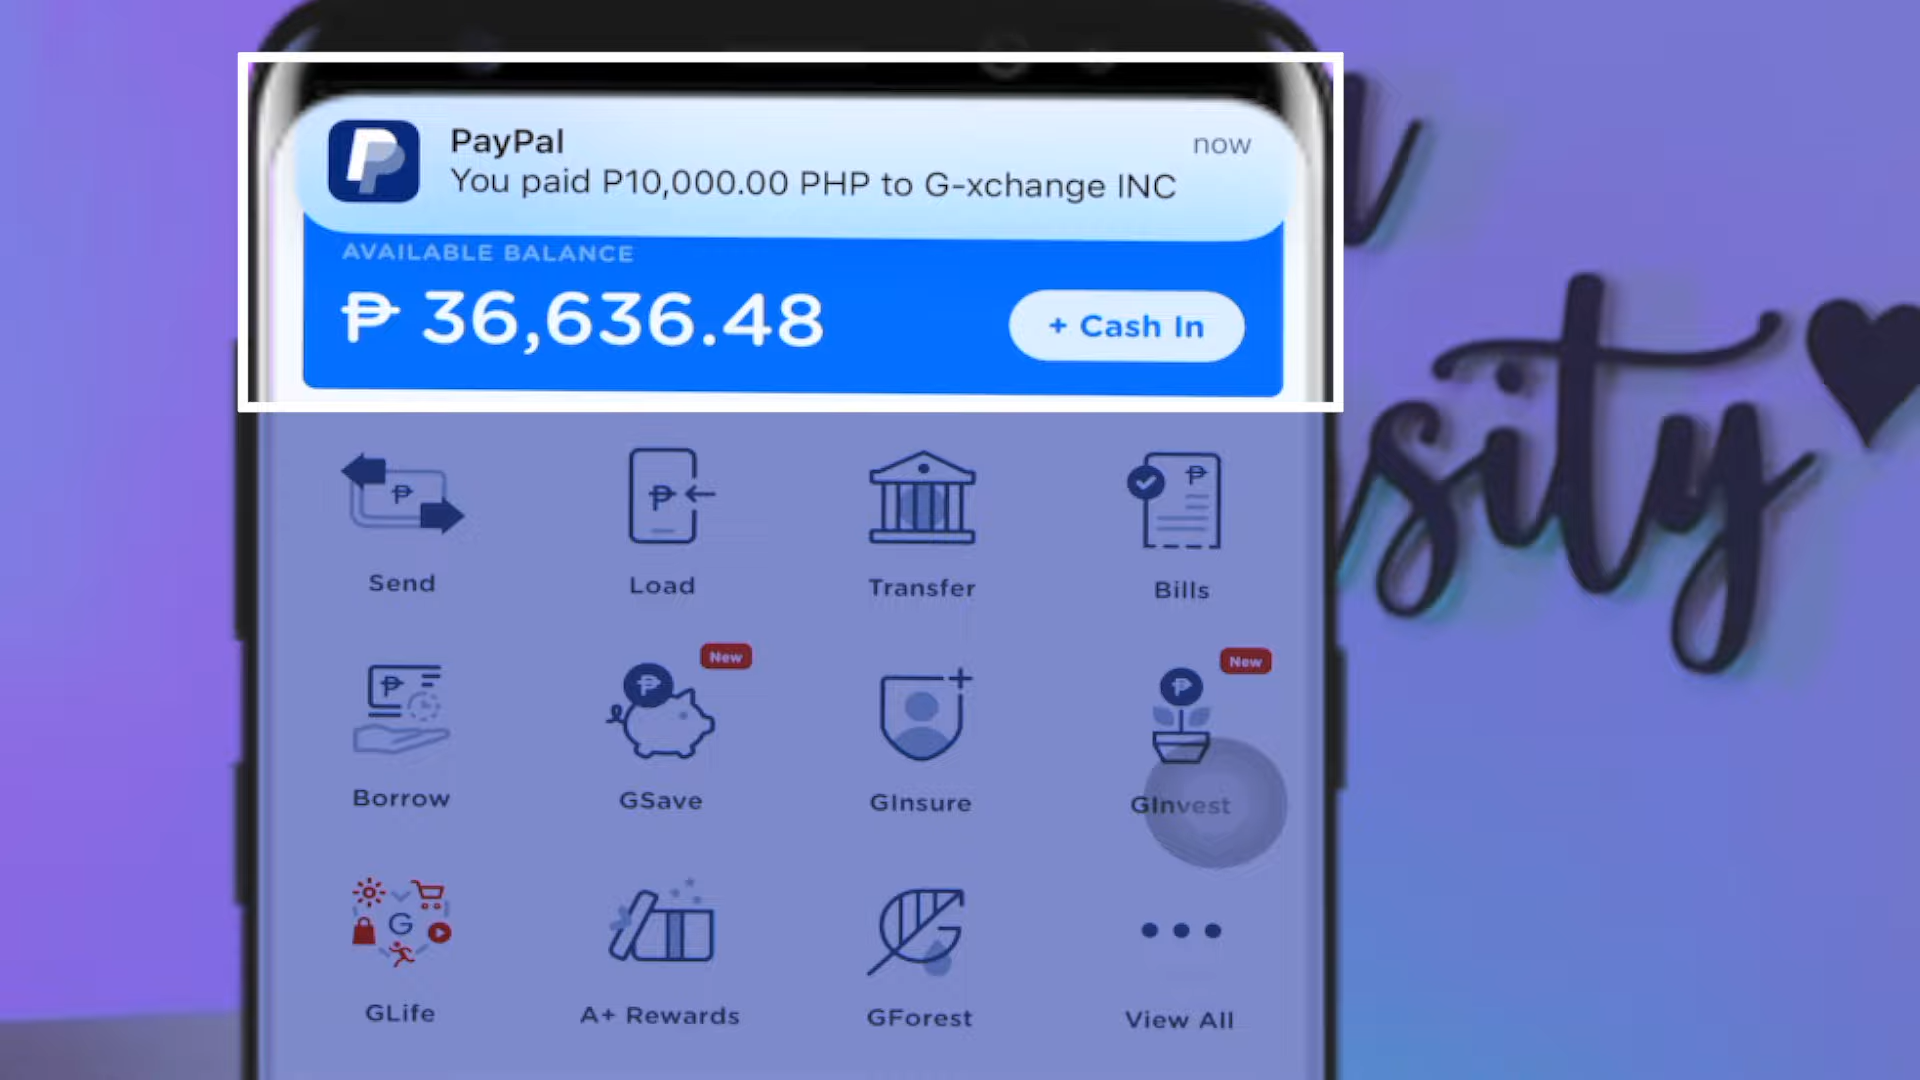 PayPal
now
You paid P10,000.00 PHP to G-xchange INC
AVAILABLE BALANCE
₱ 36,636.48
+ Cash In
Send
Load
Transfer
Bills
New
New
Borrow
GSave
GInsure
GInvest
G
GLife
A+ Rewards
GForest
View All
sity